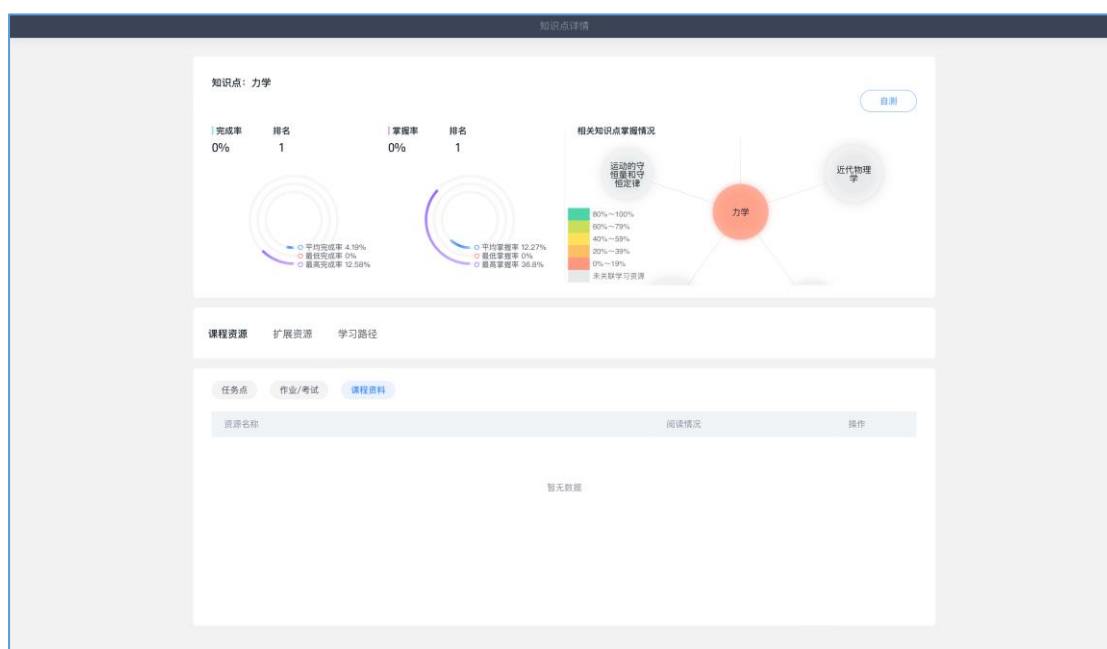 知识点详情
知识点：力学
自测
完成率 排名
0% 1
平均完成率 4.19%
最低完成率 0%
最高完成率 12.58%
掌握率 排名
0% 1
平均掌握率 12.27%
最低掌握率 0%
最高掌握率 36.8%
相关知识点掌握情况
运动的守
恒量和守
恒定律
近代物理
学
力学
80%~100%
60%~79%
40%~59%
20%~39%
0%~19%
未关联学习资源
课程资源 扩展资源 学习路径
任务点 作业/考试 课程资料
资源名称 阅读情况 操作
暂无数据